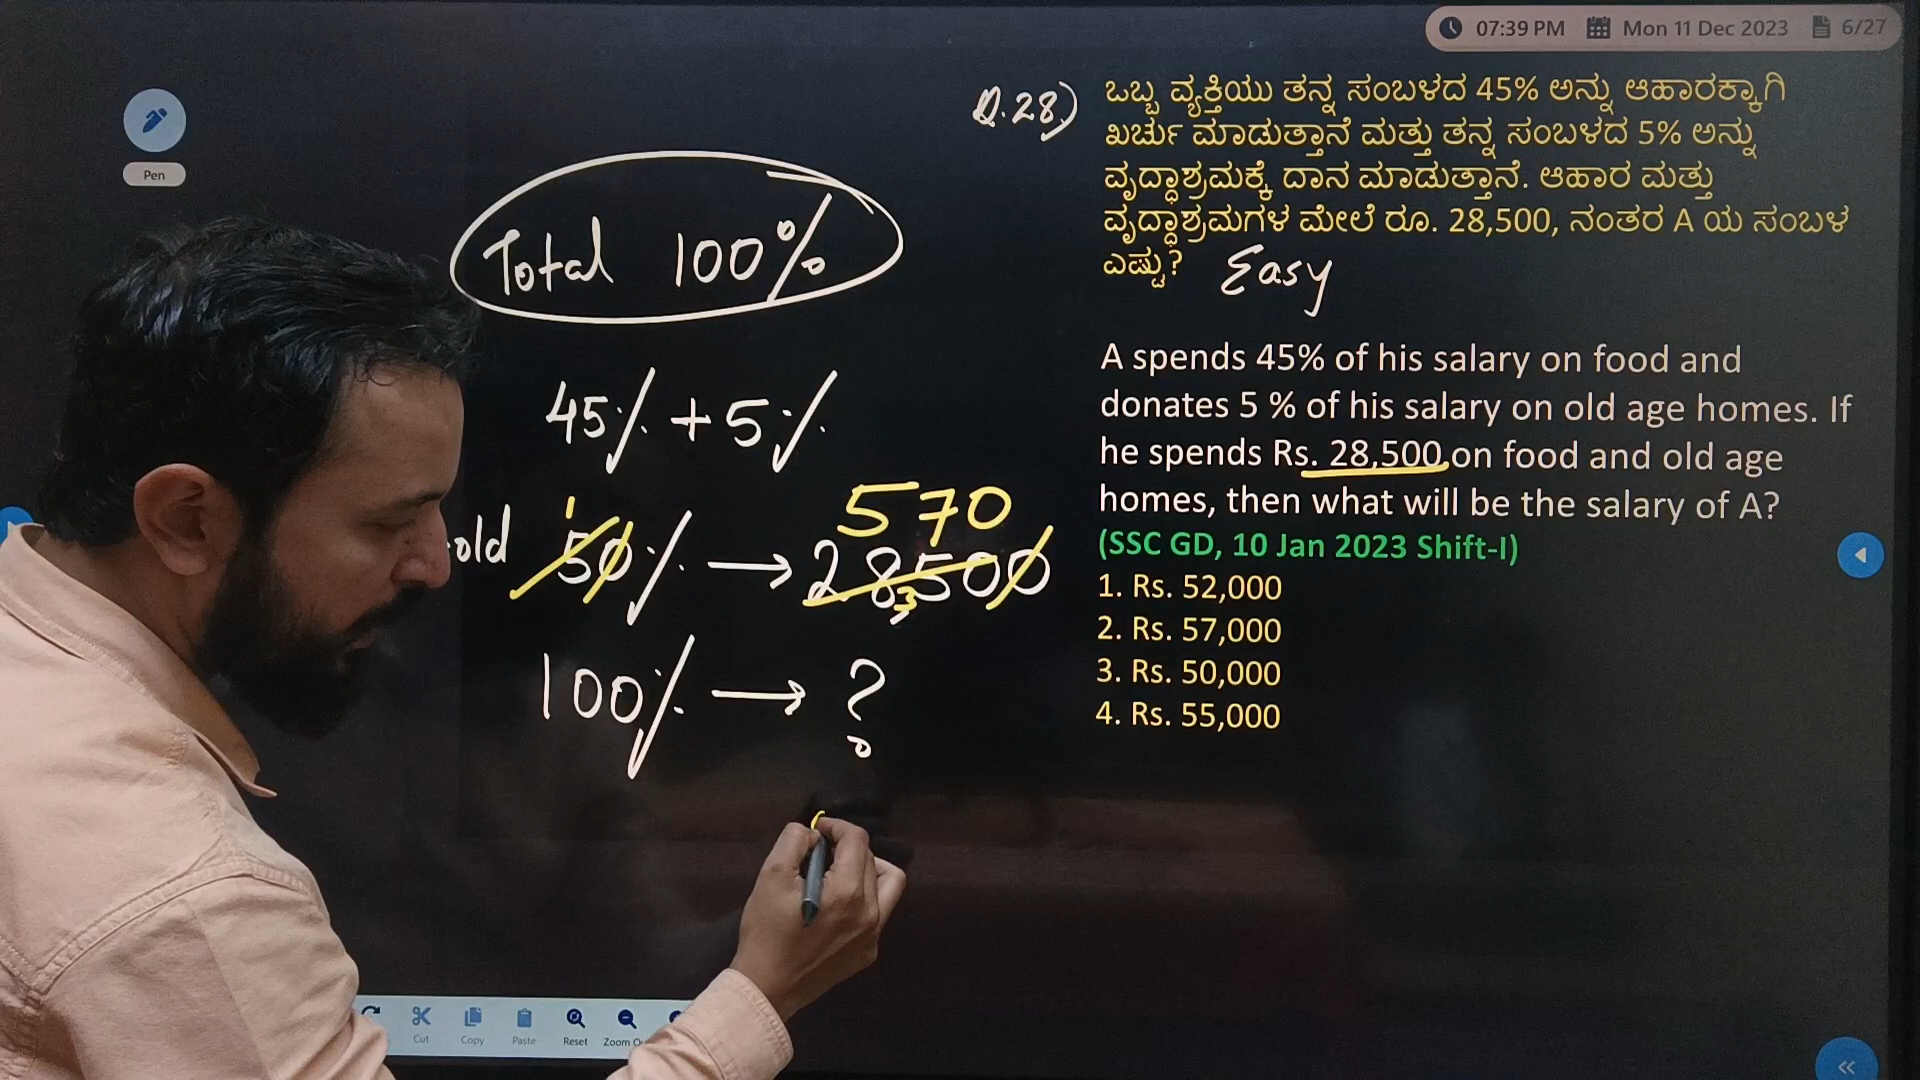 07:39 PM Mon 11 Dec 2023 6/27
Pen
Q.28)
ಒಬ್ಬ ವ್ಯಕ್ತಿಯು ತನ್ನ ಸಂಬಳದ 45% ಅನ್ನು ಆಹಾರಕ್ಕಾಗಿ
ಖರ್ಚು ಮಾಡುತ್ತಾನೆ ಮತ್ತು ತನ್ನ ಸಂಬಳದ 5% ಅನ್ನು
ವೃದ್ಧಾಶ್ರಮಕ್ಕೆ ದಾನ ಮಾಡುತ್ತಾನೆ. ಆಹಾರ ಮತ್ತು
ವೃದ್ಧಾಶ್ರಮಗಳ ಮೇಲೆ ರೂ. 28,500, ನಂತರ A ಯ ಸಂಬಳ
ಎಷ್ಟು? Easy
A spends 45% of his salary on food and
donates 5 % of his salary on old age homes. If
he spends Rs. 28,500 on food and old age
homes, then what will be the salary of A?
(SSC GD, 10 Jan 2023 Shift-I)
1. Rs. 52,000
2. Rs. 57,000
3. Rs. 50,000
4. Rs. 55,000
Total 100%
45% + 5%
1 570
old 50% → 28500
3
100% → ?
Cut Copy Paste Reset Zoom